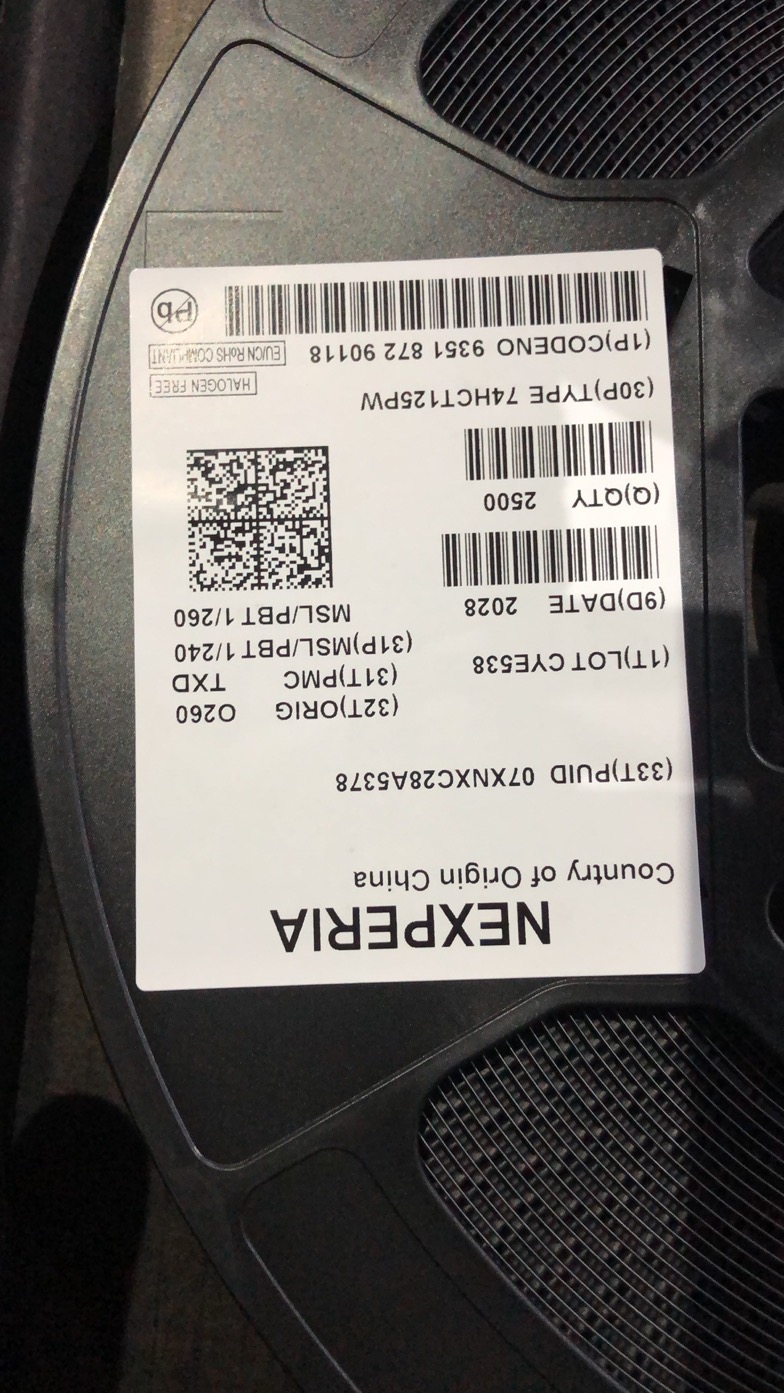 NEXPERIA
Country of Origin China
(33T)PUID 07XNXC28A5378
(32T)ORIG O260
(31T)PMC TXD
(1T)LOT CYE538
(31P)MSL/PBT 1/240
MSL/PBT 1/260
(9D)DATE 2028
(Q)QTY 2500
(30P)TYPE 74HCT125PW
HALOGEN FREE
(1P)CODENO 9351 872 90118
EU/CN RoHS COMPLIANT
Pb